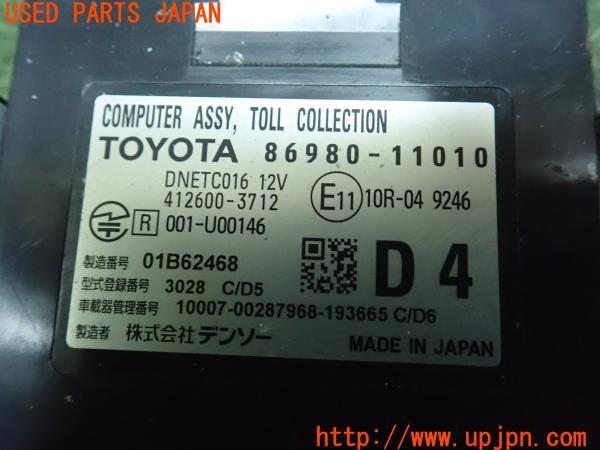 USED PARTS JAPAN
COMPUTER ASSY, TOLL COLLECTION
TOYOTA 86980-11010
DNETC016 12V
412600-3712
E11 10R-04 9246
R 001-U00146
製造番号 01B62468
D4
型式登録番号 3028 C/D5
車載器管理番号 10007-00287968-193665 C/D6
製造者 株式会社デンソー
MADE IN JAPAN
http://www.upjpn.com/